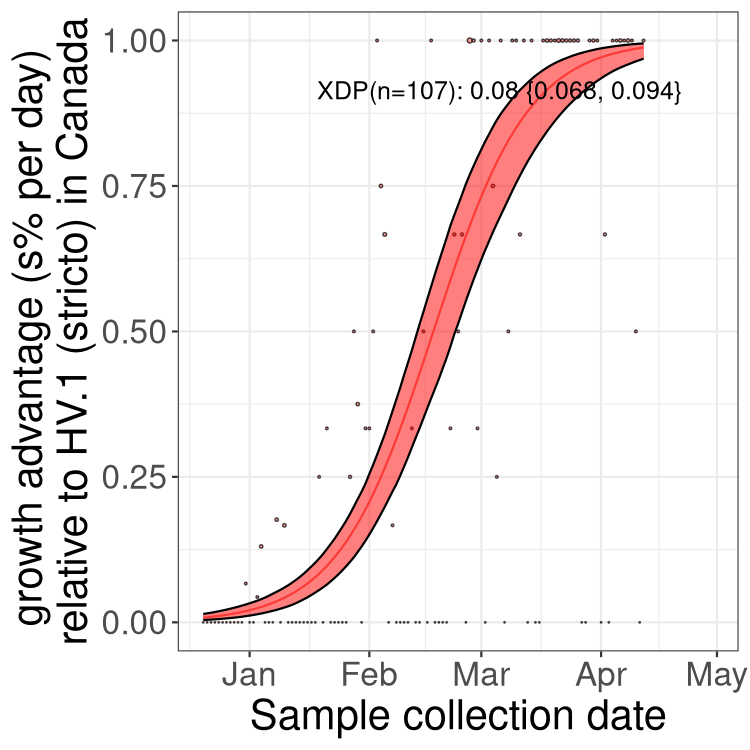 growth advantage (s% per day)
relative to HV.1 (stricto) in Canada
1.00
0.75
0.50
0.25
0.00
XDP(n=107): 0.08 {0.068, 0.094}
Jan Feb Mar Apr May
Sample collection date